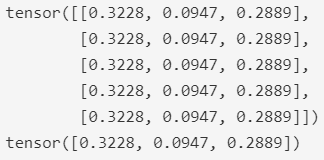 tensor([[0.3228, 0.0947, 0.2889],
        [0.3228, 0.0947, 0.2889],
        [0.3228, 0.0947, 0.2889],
        [0.3228, 0.0947, 0.2889],
        [0.3228, 0.0947, 0.2889]])
tensor([0.3228, 0.0947, 0.2889])